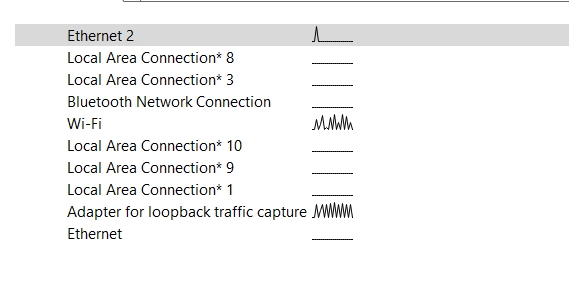 Ethernet 2
Local Area Connection* 8
Local Area Connection* 3
Bluetooth Network Connection
Wi-Fi
Local Area Connection* 10
Local Area Connection* 9
Local Area Connection* 1
Adapter for loopback traffic capture
Ethernet